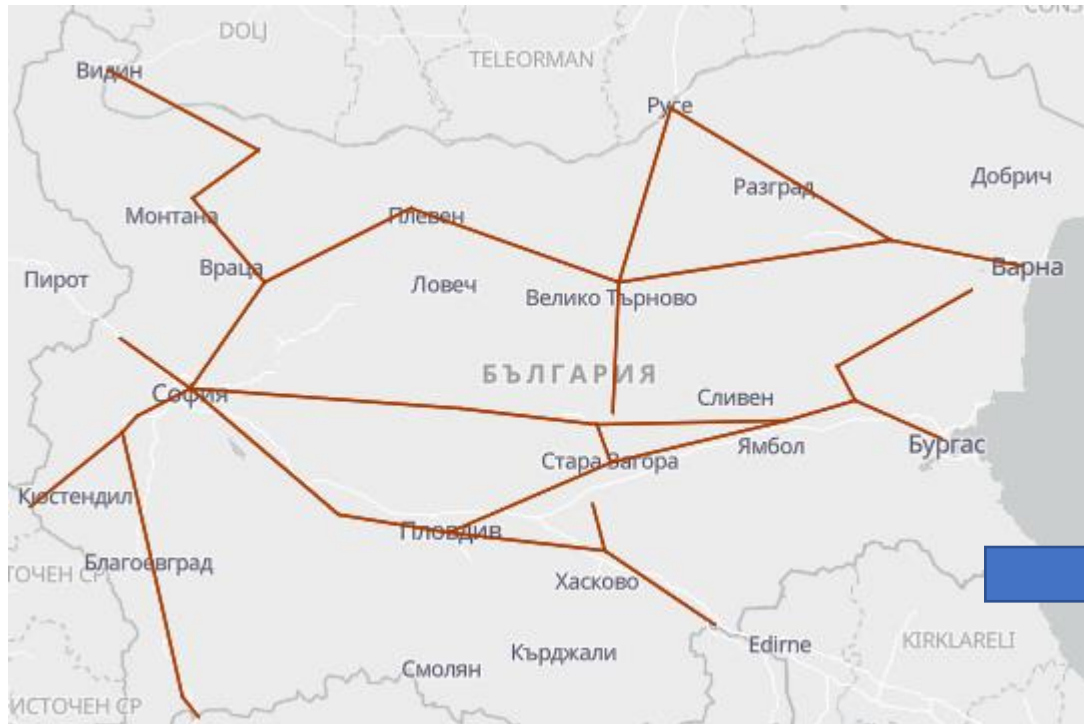 CONS
DOLJ
TELEORMAN
Видин
Русе
Разград
Добрич
Монтана
Плевен
Пирот
Враца
Ловеч
Велико Търново
Варна
БЪЛГАРИЯ
София
Сливен
Стара Загора
Ямбол
Бургас
Кюстендил
Пловдив
Благоевград
ТОЧЕН СР
Хасково
Кърджали
Edirne
KIRKLARELI
Смолян
ИСТОЧЕН СР